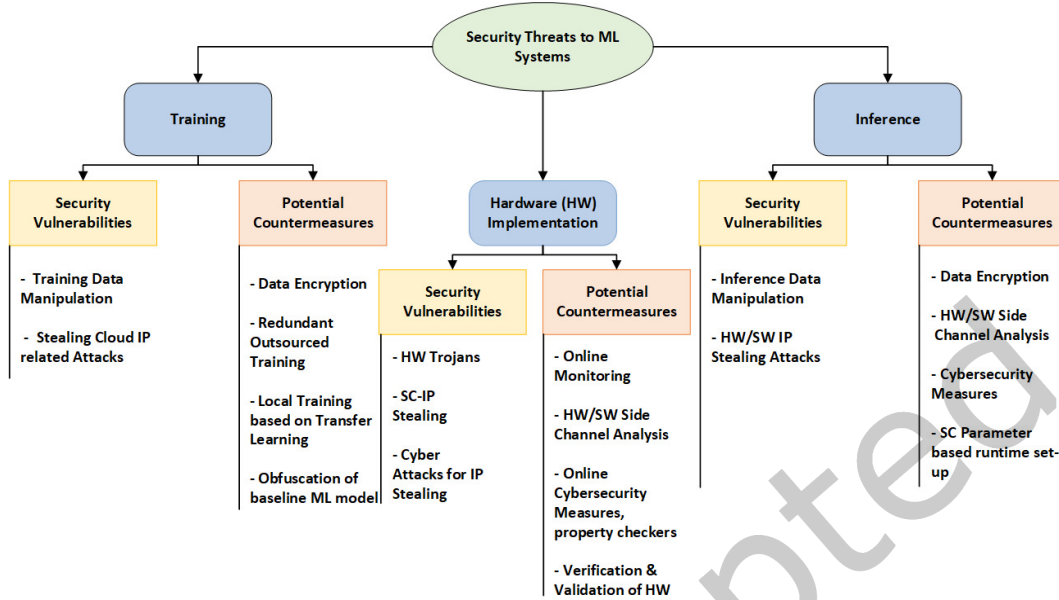 Security Threats to ML
Systems
Training
Inference
Hardware (HW)
Implementation
Security
Vulnerabilities
- Training Data
Manipulation
- Stealing Cloud IP
related Attacks
Potential
Countermeasures
- Data Encryption
- Redundant
Outsourced
Training
- Local Training
based on Transfer
Learning
- Obfuscation of
baseline ML model
Security
Vulnerabilities
- HW Trojans
- SC-IP
Stealing
- Cyber
Attacks for IP
Stealing
Potential
Countermeasures
- Online
Monitoring
- HW/SW Side
Channel Analysis
- Online
Cybersecurity
Measures,
property checkers
- Verification &
Validation of HW
Security
Vulnerabilities
- Inference Data
Manipulation
- HW/SW IP
Stealing Attacks
Potential
Countermeasures
- Data Encryption
- HW/SW Side
Channel Analysis
- Cybersecurity
Measures
- SC Parameter
based runtime set-
up
pted